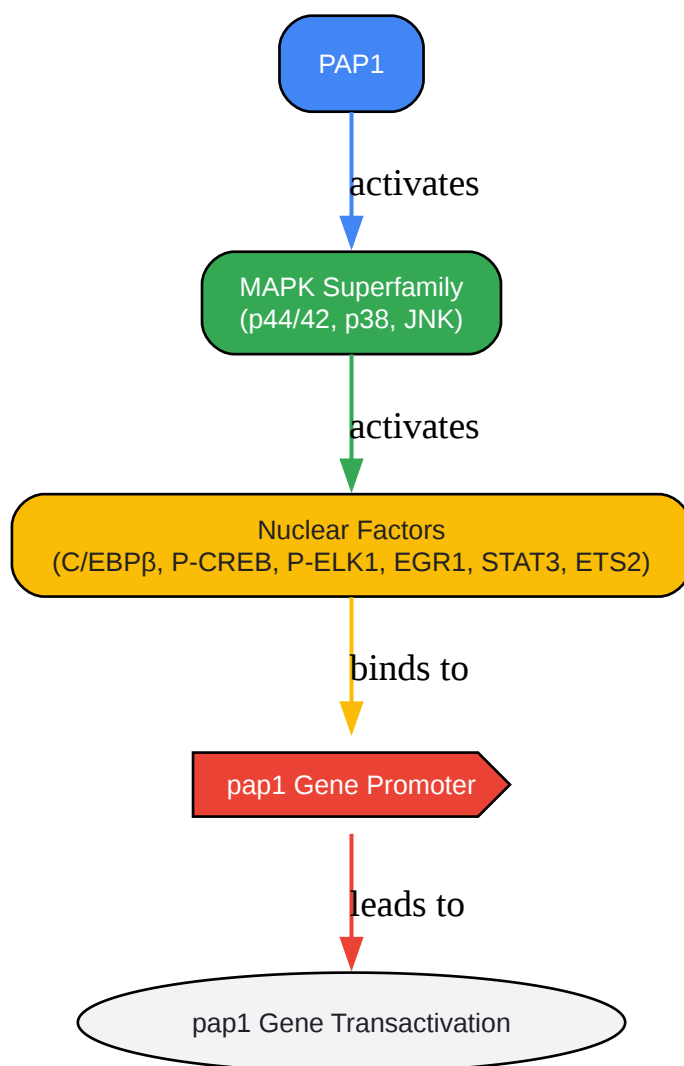 PAP1
activates
MAPK Superfamily
(p44/42, p38, JNK)
activates
Nuclear Factors
(C/EBPβ, P-CREB, P-ELK1, EGR1, STAT3, ETS2)
binds to
pap1 Gene Promoter
leads to
pap1 Gene Transactivation